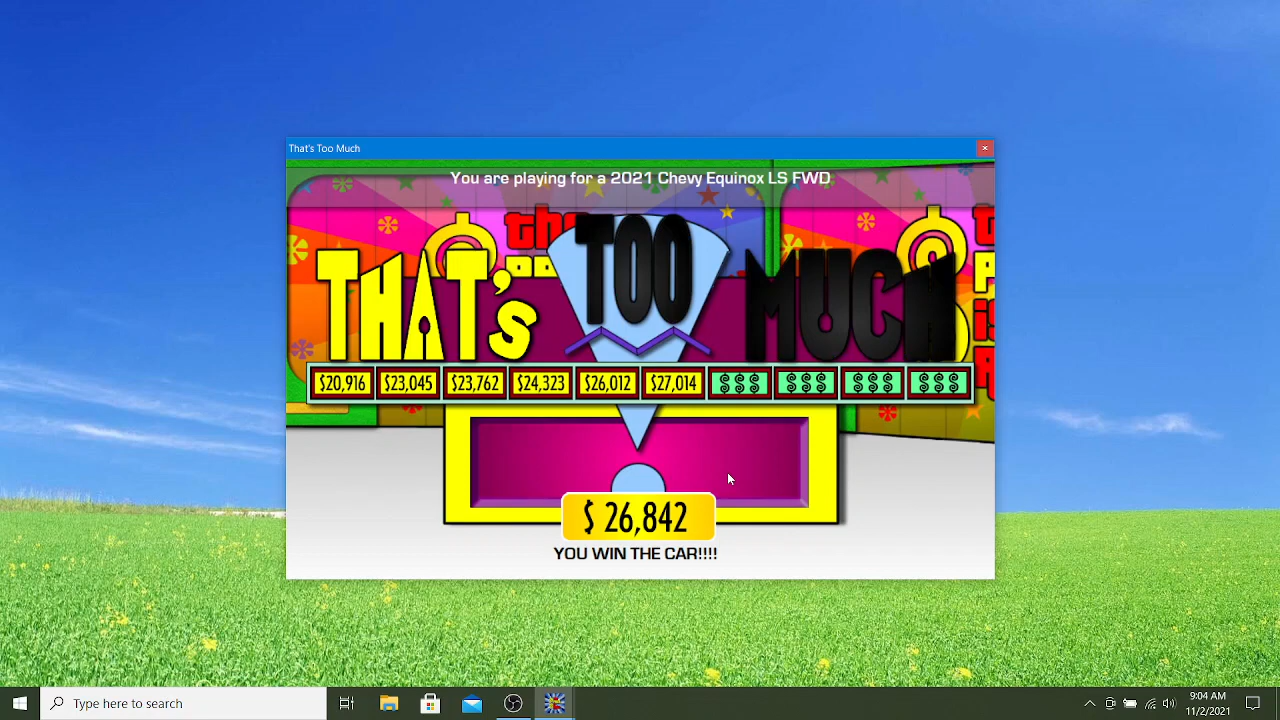 That's Too Much
You are playing for a 2021 Chevy Equinox LS FWD
the
THAT's TOO MUCH
$20,916 $23,045 $23,762 $24,323 $26,012 $27,014 $$$ $$$ $$$ $$$
$ 26,842
YOU WIN THE CAR!!!!
Type here to search
9:04 AM
11/2/2021